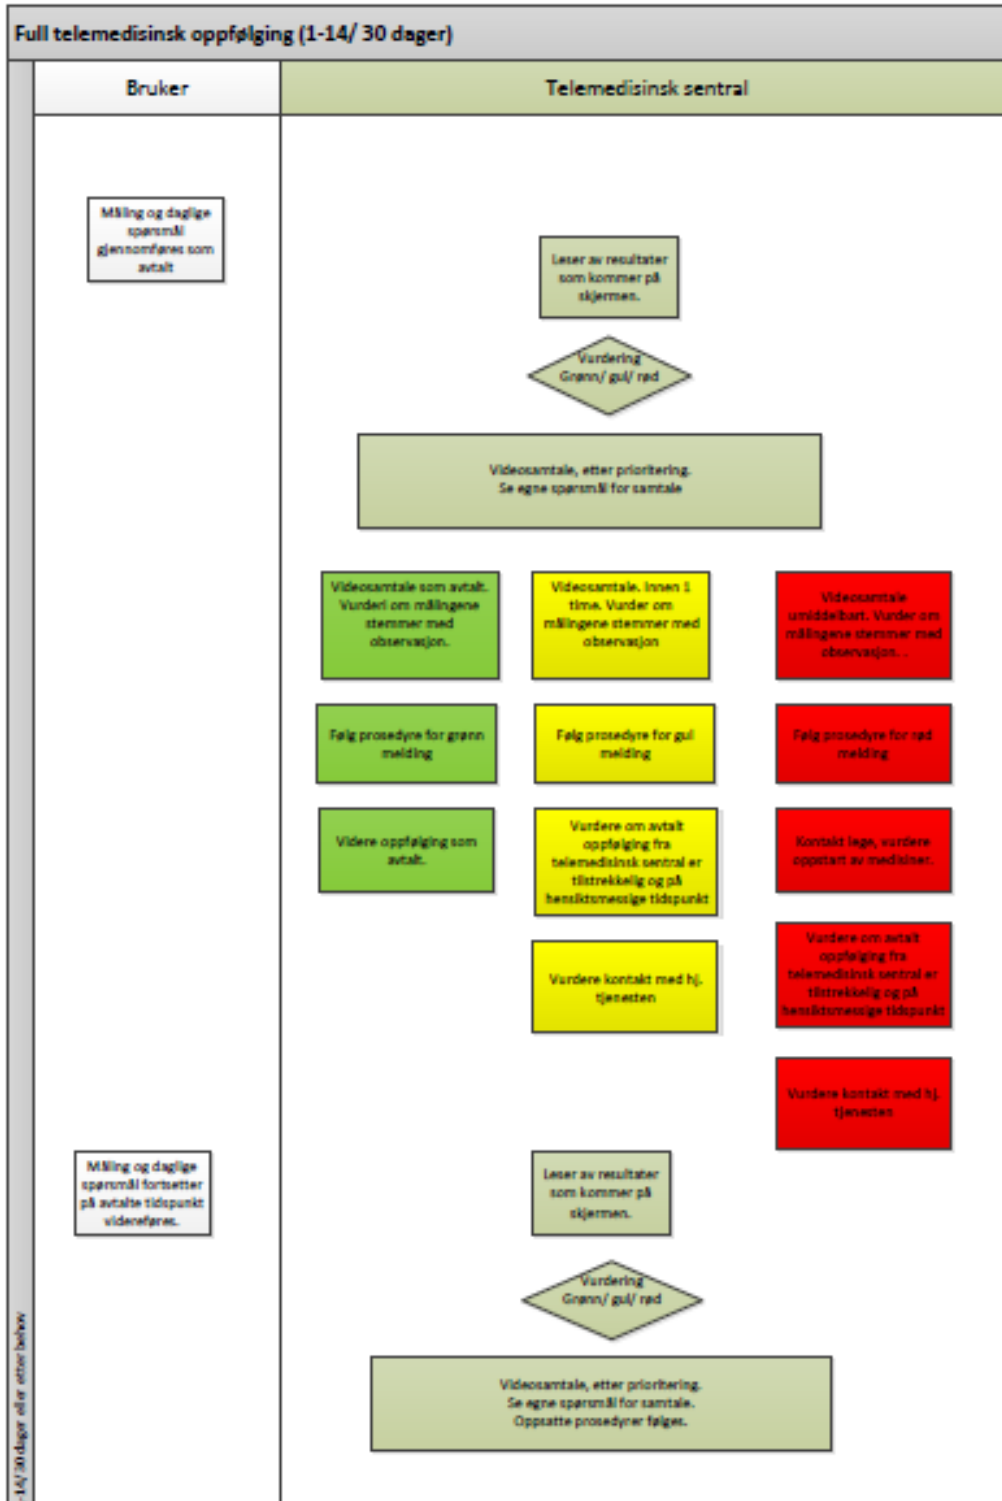 Full telemedisinsk oppfølging (1-14/ 30 dager)
Bruker
Telemedisinsk sentral
Måling og daglige
spørsmål
gjennomføres som
avtalt
Leser av resultater
som kommer på
skjermen.
Vurdering
Grønn/ gul/ rød
Videosamtale, etter prioritering.
Se egne spørsmål for samtale
Videosamtale som avtalt.
Vurderi om målingene
stemmer med
observasjon.
Videosamtale. Innen 1
time. Vurder om
målingene stemmer med
observasjon
Videosamtale
umiddelbart. Vurder om
målingene stemmer med
observasjon. .
Følg prosedyre for grønn
melding
Følg prosedyre for gul
melding
Følg prosedyre for rød
melding
Videre oppfølging som
avtalt.
Vurdere om avtalt
oppfølging fra
telemedisinsk sentral er
tilstrekkelig og på
hensiktsmessige tidspunkt
Kontakt lege, vurdere
oppstart av medisiner.
Vurdere kontakt med hj.
tjenesten
Vurdere om avtalt
oppfølging fra
telemedisinsk sentral er
tilstrekkelig og på
hensiktsmessige tidspunkt
Vurdere kontakt med hj.
tjenesten
Måling og daglige
spørsmål fortsetter
på avtalte tidspunkt
videreføres.
Leser av resultater
som kommer på
skjermen.
Vurdering
Grønn/ gul/ rød
Videosamtale, etter prioritering.
Se egne spørsmål for samtale.
Oppsatte prosedyrer følges.
-14/ 30 dager eller etter behov